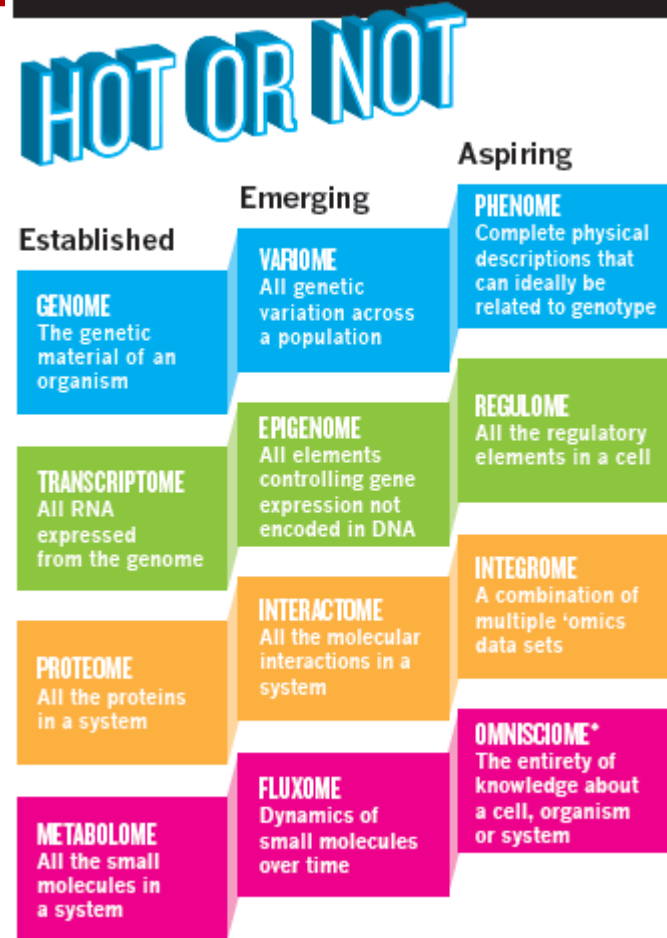 HOT OR NOT
Established
GENOME
The genetic
material of an
organism
TRANSCRIPTOME
All RNA
expressed
from the genome
PROTEOME
All the proteins
in a system
METABOLOME
All the small
molecules in
a system
Emerging
VARIOME
All genetic
variation across
a population
EPIGENOME
All elements
controlling gene
expression not
encoded in DNA
INTERACTOME
All the molecular
interactions in a
system
FLUXOME
Dynamics of
small molecules
over time
Aspiring
PHENOME
Complete physical
descriptions that
can ideally be
related to genotype
REGULOME
All the regulatory
elements in a cell
INTEGROME
A combination of
multiple ‘omics
data sets
OMNISCIOME*
The entirety of
knowledge about
a cell, organism
or system